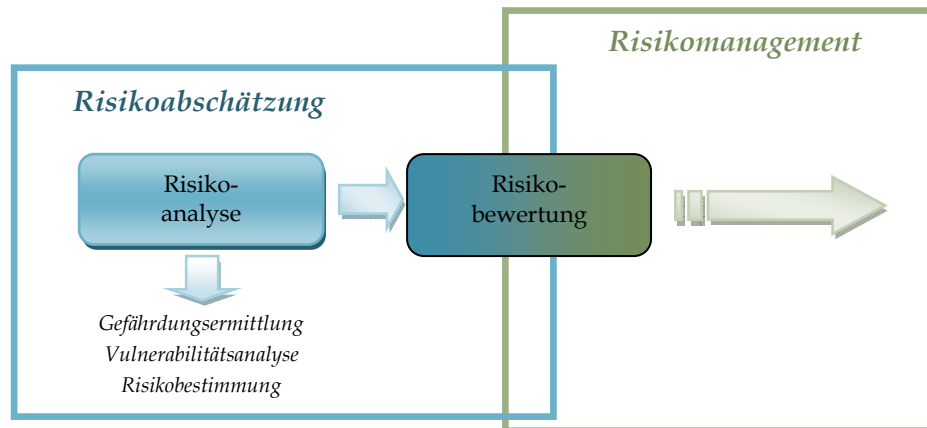 Risikomanagement
Risikoabschätzung
Risiko-
analyse
Risiko-
bewertung
Gefährdungsermittlung
Vulnerabilitätsanalyse
Risikobestimmung